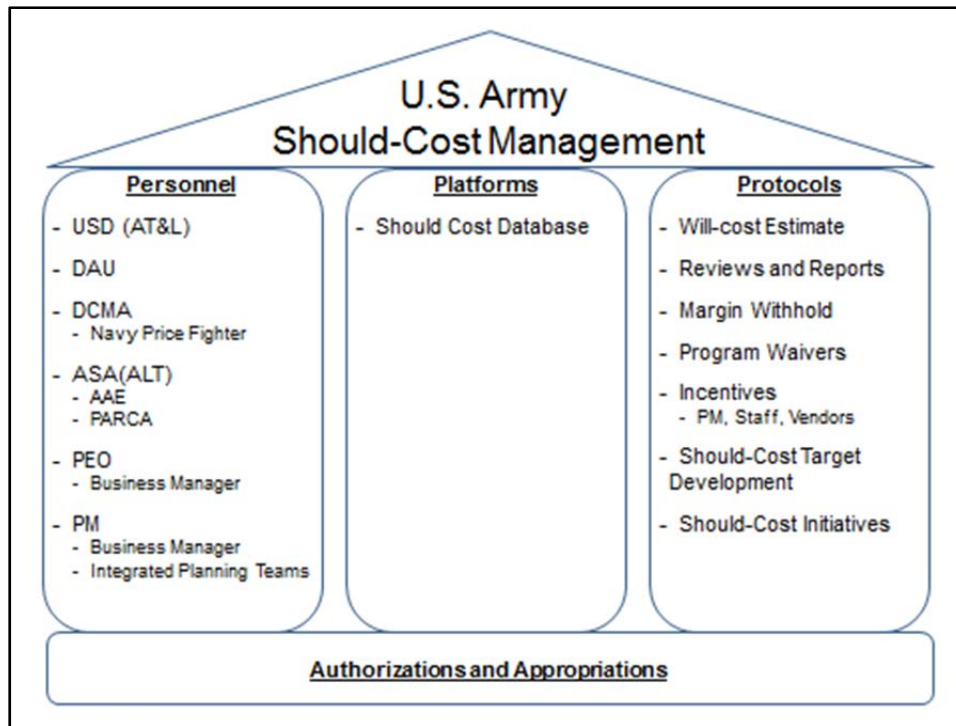 U.S. Army
Should-Cost Management
Personnel
- USD (AT&L)
- DAU
- DCMA
- Navy Price Fighter
- ASA(ALT)
- AAE
- PARCA
- PEO
- Business Manager
- PM
- Business Manager
- Integrated Planning Teams
Platforms
- Should Cost Database
Protocols
- Will-cost Estimate
- Reviews and Reports
- Margin Withhold
- Program Waivers
- Incentives
- PM, Staff, Vendors
- Should-Cost Target
Development
- Should-Cost Initiatives
Authorizations and Appropriations